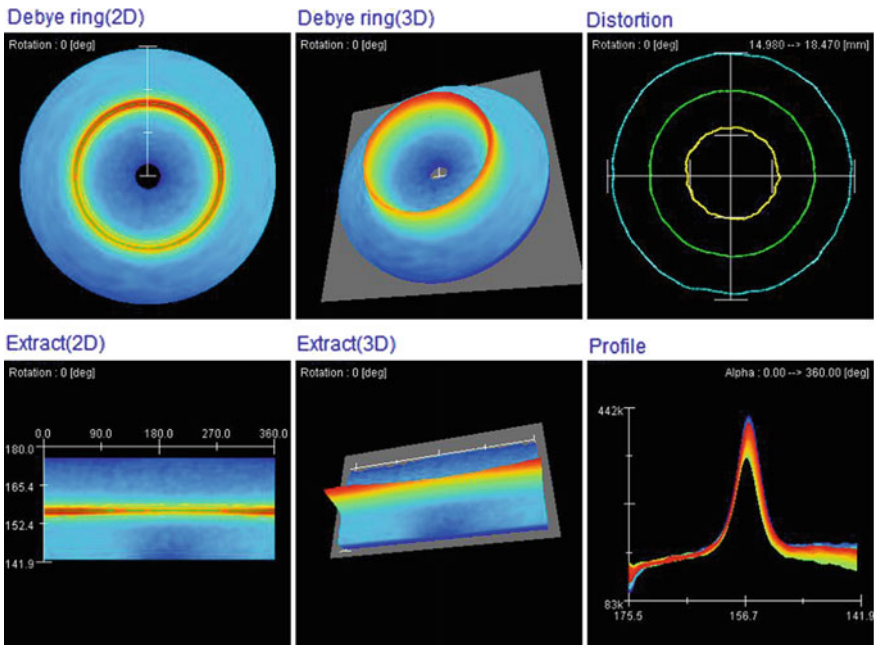 Debye ring(2D)
Rotation : 0 [deg]
Debye ring(3D)
Rotation : 0 [deg]
Distortion
Rotation : 0 [deg]
14.980 --> 18.470 [mm]
Extract(2D)
Rotation : 0 [deg]
0.0 90.0 180.0 270.0 360.0
180.0
165.4
152.4
141.9
Extract(3D)
Rotation : 0 [deg]
Profile
Alpha : 0.00 --> 360.00 [deg]
442k
83k
175.5 156.7 141.9